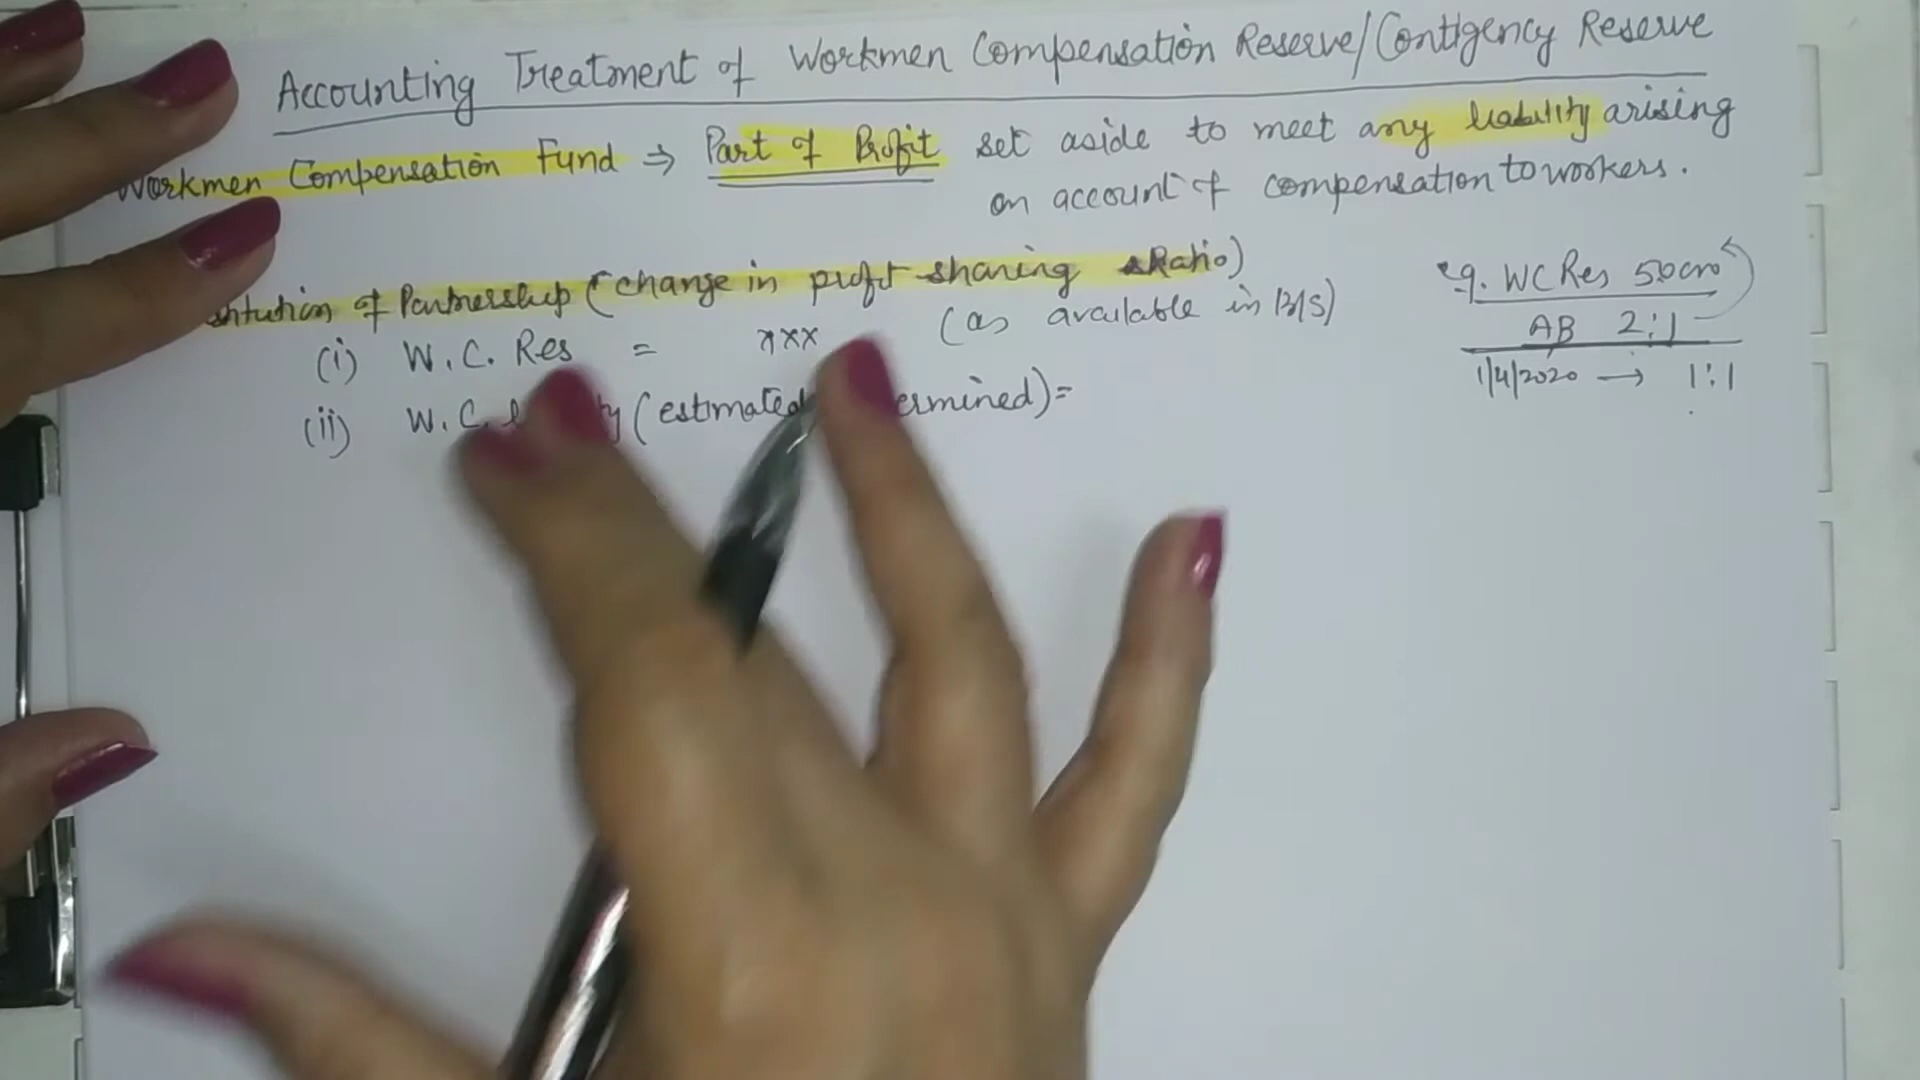 Accounting Treatment of Workmen Compensation Reserve/Contigency Reserve
Workmen Compensation Fund ⇒ Part of Profit set aside to meet any liability arising
on account of compensation to workers.
of Partnership (change in profit sharing Ratio)
(i) W.C. Res = xxx (as available in B/S)
(ii) W.C. (estimated =
eg. WC Res 50000
AB 2:1
1/4/2020 → 1:1